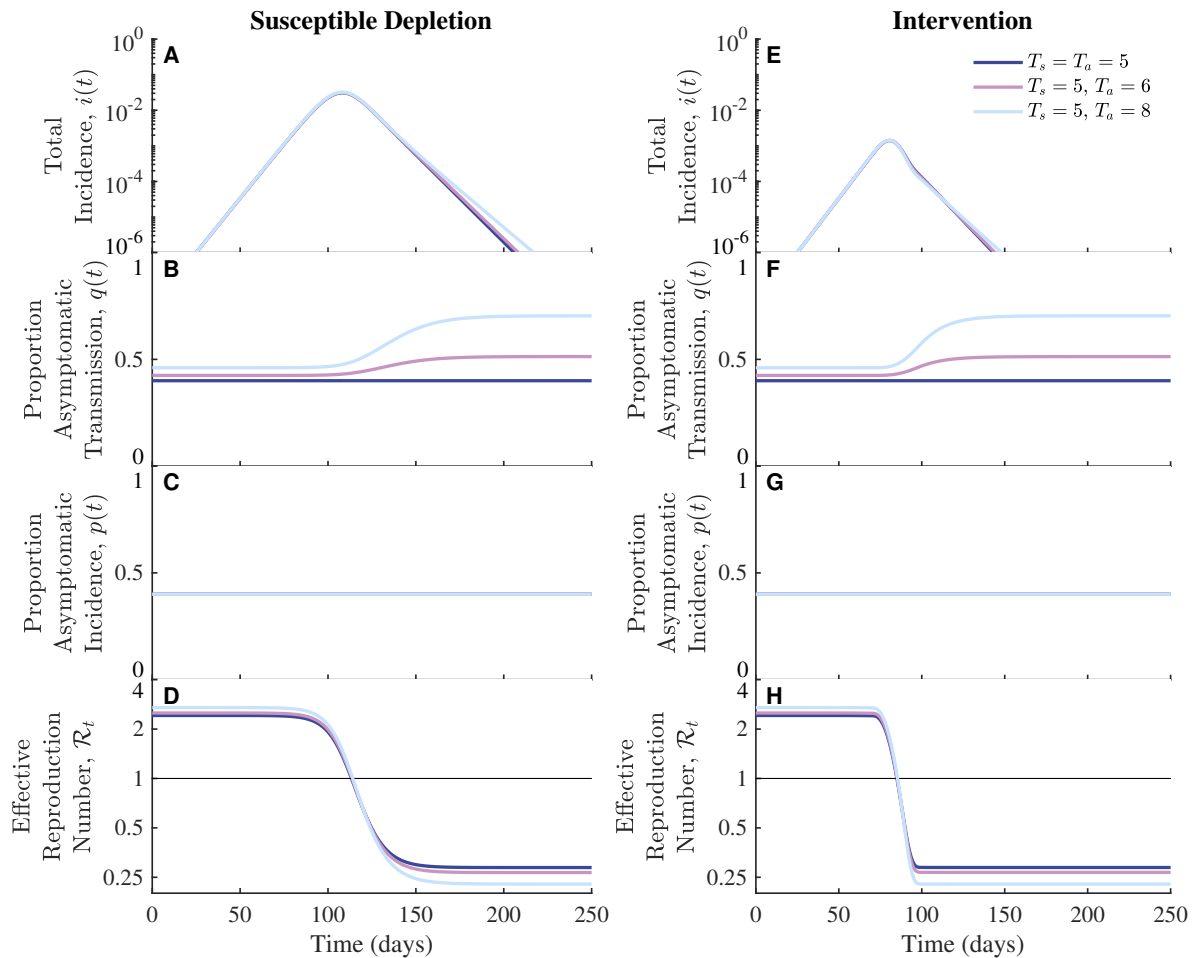 Susceptible Depletion
Intervention
A
10^0
10^-2
10^-4
10^-6
Total
Incidence, i(t)
E
10^0
10^-2
10^-4
10^-6
Total
Incidence, i(t)
T_s = T_a = 5
T_s = 5, T_a = 6
T_s = 5, T_a = 8
B
1
0.5
0
Proportion
Asymptomatic
Transmission, q(t)
F
1
0.5
0
Proportion
Asymptomatic
Transmission, q(t)
C
1
0.5
0
Proportion
Asymptomatic
Incidence, p(t)
G
1
0.5
0
Proportion
Asymptomatic
Incidence, p(t)
D
4
2
1
0.5
0.25
Effective
Reproduction
Number, R_t
0 50 100 150 200 250
Time (days)
H
4
2
1
0.5
0.25
Effective
Reproduction
Number, R_t
0 50 100 150 200 250
Time (days)